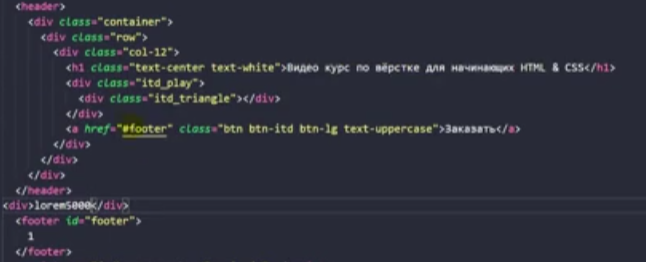 <header>
<div class="container">
<div class="row">
<div class="col-12">
<h1 class="text-center text-white">Видео курс по вёрстке для начинающих HTML & CSS</h1>
<div class="itd_play">
<div class="itd_triangle"></div>
</div>
<a href="#footer" class="btn btn-itd btn-lg text-uppercase">Заказать</a>
</div>
</div>
</div>
</header>
<div>lorem5000</div>
<footer id="footer">
1
</footer>